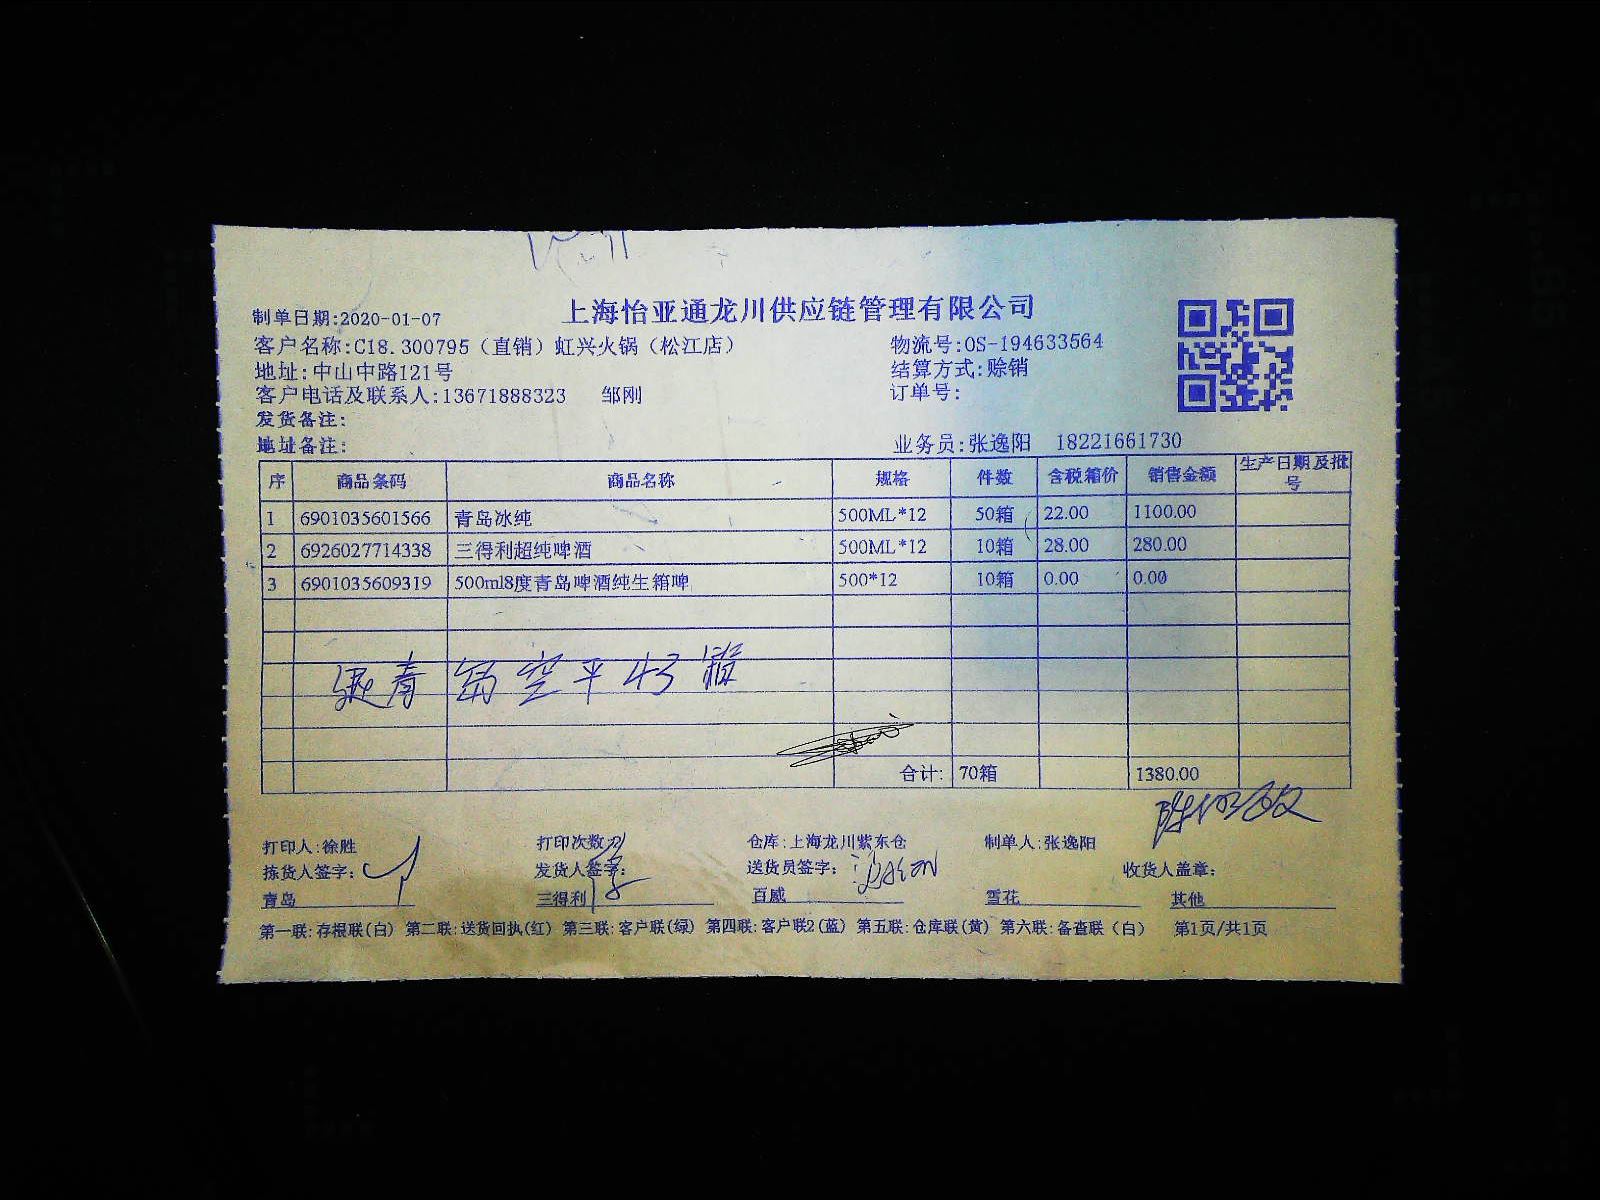 上海怡亚通龙川供应链管理有限公司
制单日期:2020-01-07
客户名称:C18.300795（直销）虹兴火锅（松江店） 物流号:OS-194633564
地址:中山中路121号 结算方式:赊销
客户电话及联系人:13671888323 邹刚 订单号:
发货备注:
地址备注: 业务员:张逸阳 18221661730
序 商品条码 商品名称 规格 件数 含税箱价 销售金额 生产日期及批号
1 6901035601566 青岛冰纯 500ML*12 50箱 22.00 1100.00
2 6926027714338 三得利超纯啤酒 500ML*12 10箱 28.00 280.00
3 6901035609319 500ml8度青岛啤酒纯生箱啤 500*12 10箱 0.00 0.00
退青岛空平43箱
合计: 70箱 1380.00
打印人:徐胜 打印次数: 仓库:上海龙川紫东仓 制单人:张逸阳
拣货人签字: 发货人签字: 送货员签字: 收货人盖章:
青岛 三得利 百威 雪花 其他
第一联:存根联(白) 第二联:送货回执(红) 第三联:客户联(绿) 第四联:客户联2(蓝) 第五联:仓库联(黄) 第六联:备查联（白） 第1页/共1页